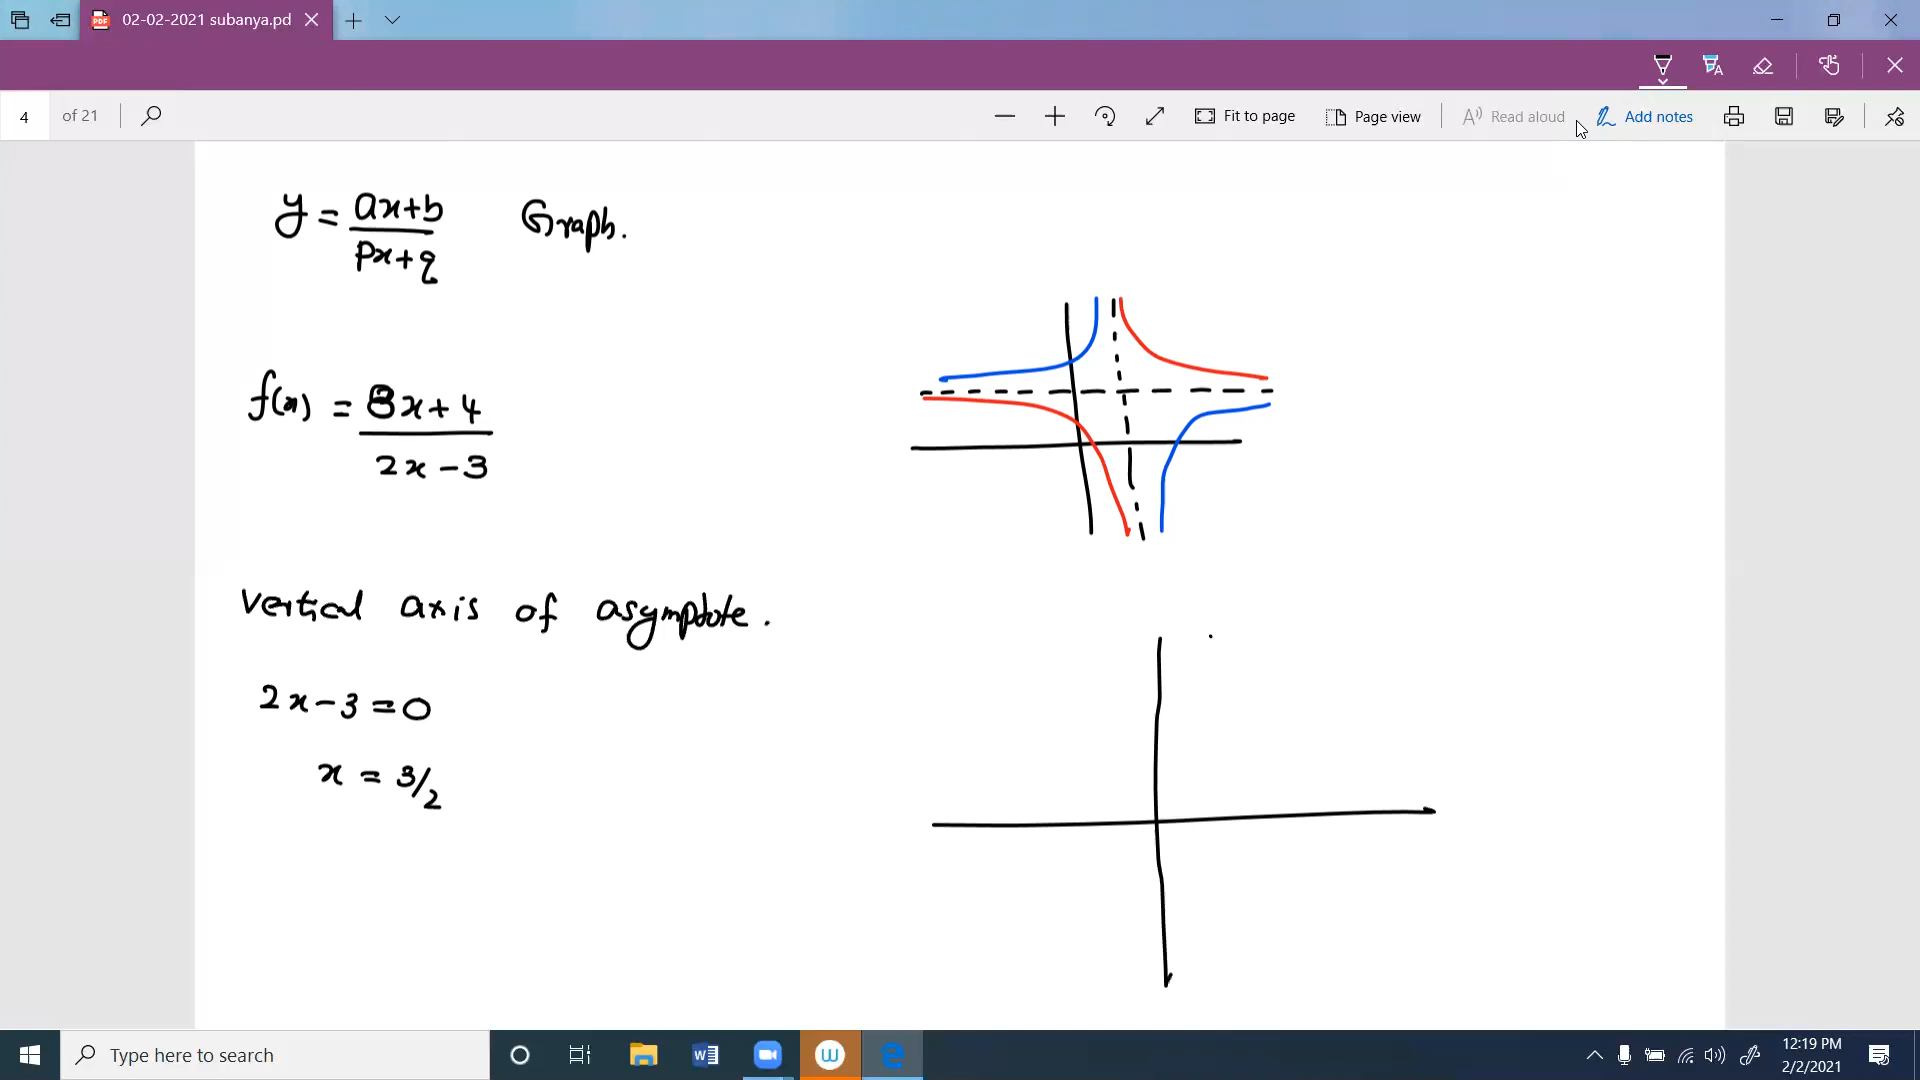 02-02-2021 subanya.pd
4 of 21
Fit to page
Page view
Read aloud
Add notes
y = ax+b
px+q
Graph.
f(x) = 8x+4
2x-3
Vertical axis of asymptote.
2x-3=0
x = 3/2
Type here to search
12:19 PM
2/2/2021